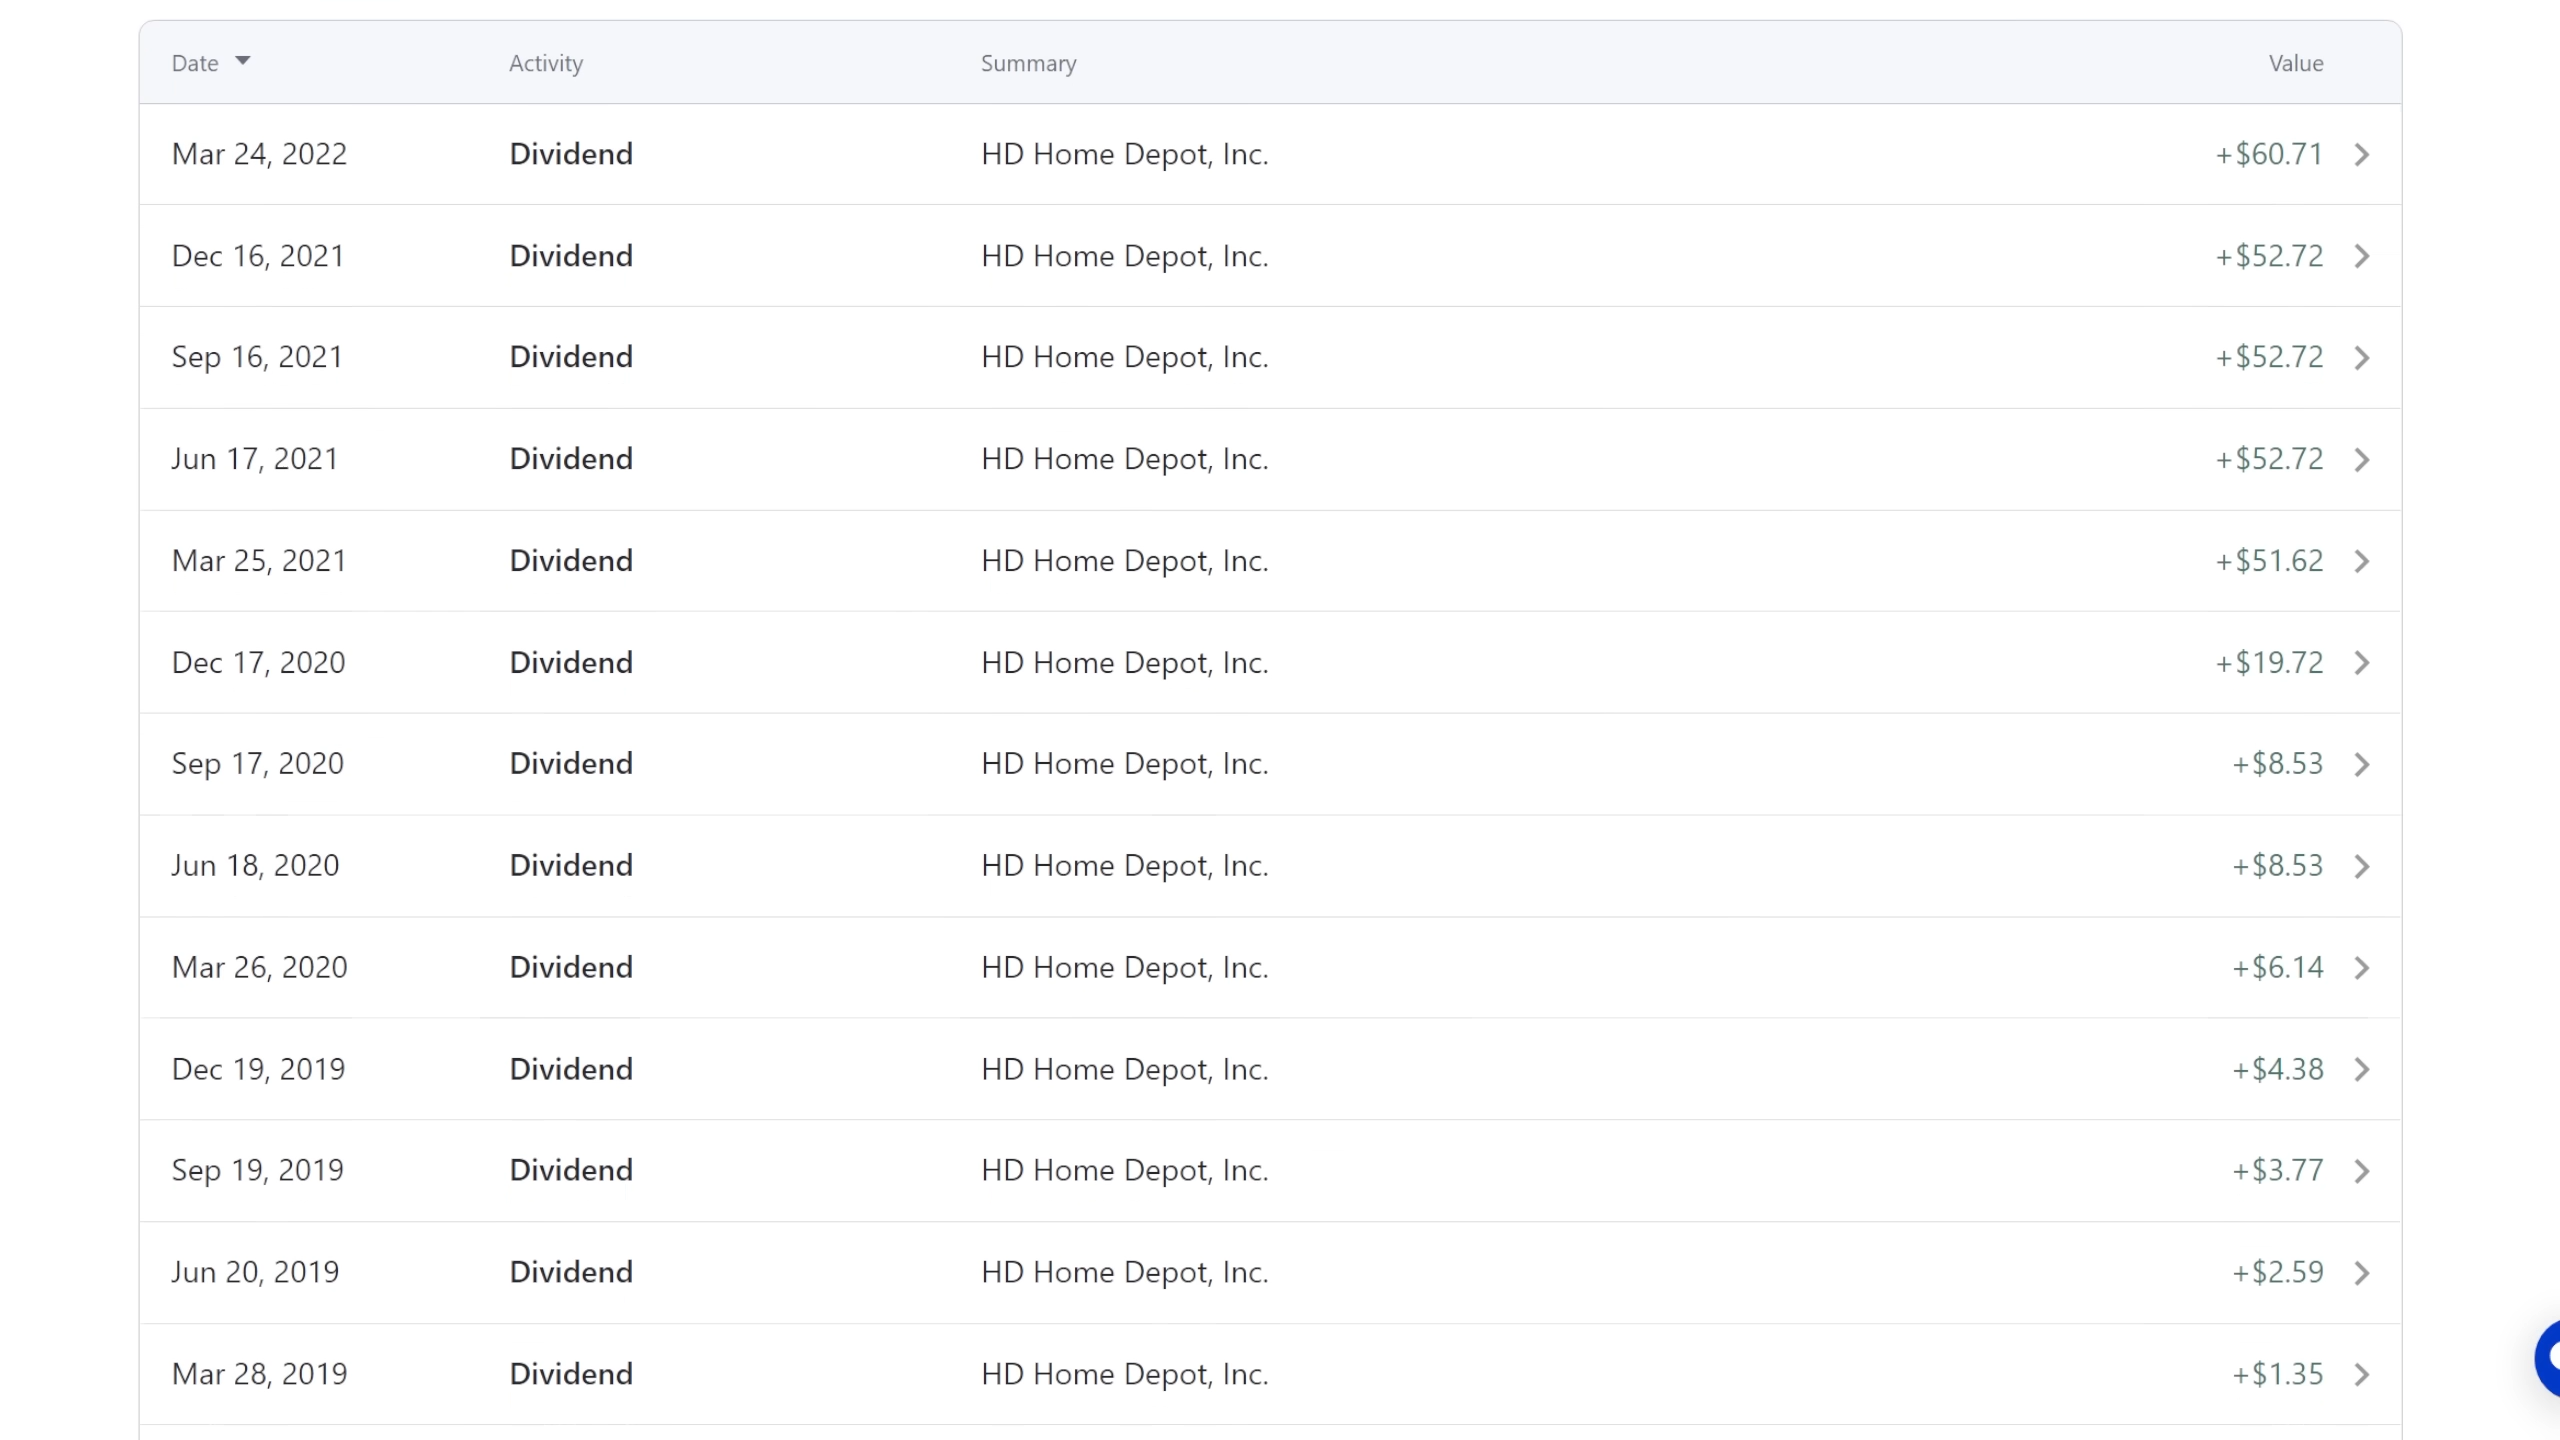 Date Activity Summary Value
Mar 24, 2022 Dividend HD Home Depot, Inc. +$60.71
Dec 16, 2021 Dividend HD Home Depot, Inc. +$52.72
Sep 16, 2021 Dividend HD Home Depot, Inc. +$52.72
Jun 17, 2021 Dividend HD Home Depot, Inc. +$52.72
Mar 25, 2021 Dividend HD Home Depot, Inc. +$51.62
Dec 17, 2020 Dividend HD Home Depot, Inc. +$19.72
Sep 17, 2020 Dividend HD Home Depot, Inc. +$8.53
Jun 18, 2020 Dividend HD Home Depot, Inc. +$8.53
Mar 26, 2020 Dividend HD Home Depot, Inc. +$6.14
Dec 19, 2019 Dividend HD Home Depot, Inc. +$4.38
Sep 19, 2019 Dividend HD Home Depot, Inc. +$3.77
Jun 20, 2019 Dividend HD Home Depot, Inc. +$2.59
Mar 28, 2019 Dividend HD Home Depot, Inc. +$1.35